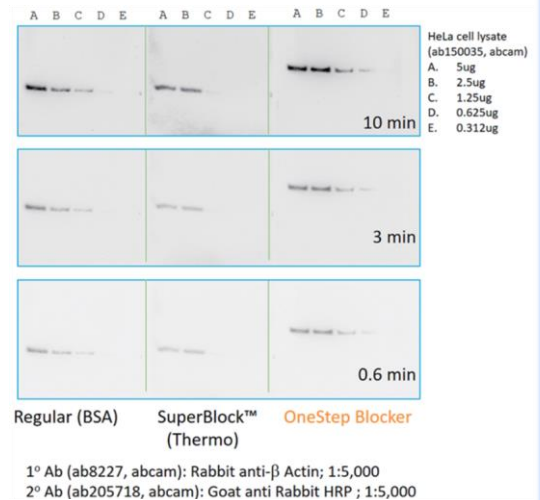 A B C D E A B C D E A B C D E
HeLa cell lysate
(ab150035, abcam)
A. 5ug
B. 2.5ug
C. 1.25ug
D. 0.625ug
E. 0.312ug
10 min
3 min
0.6 min
Regular (BSA) SuperBlock™ OneStep Blocker
(Thermo)
1º Ab (ab8227, abcam): Rabbit anti-β Actin; 1:5,000
2º Ab (ab205718, abcam): Goat anti Rabbit HRP ; 1:5,000